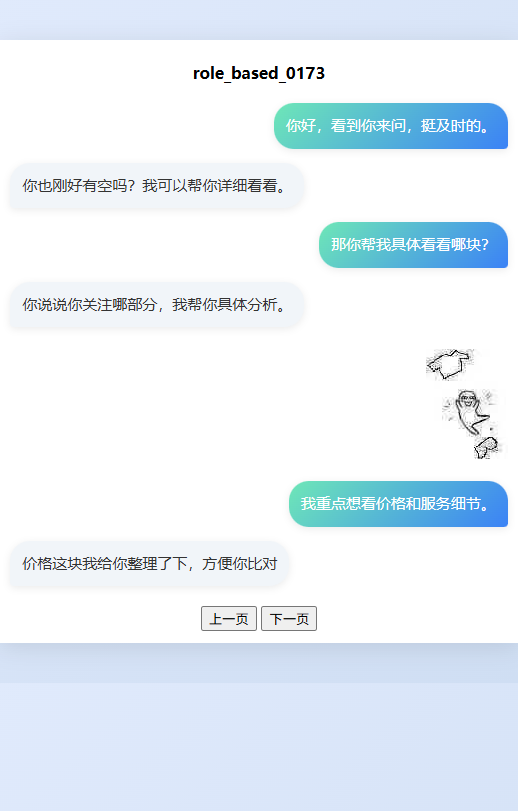 role_based_0173
你好，看到你来问，挺及时的。
你也刚好有空吗？我可以帮你详细看看。
那你帮我具体看看哪块？
你说说你关注哪部分，我帮你具体分析。
我重点想看价格和服务细节。
价格这块我给你整理了下，方便你比对
上一页 下一页